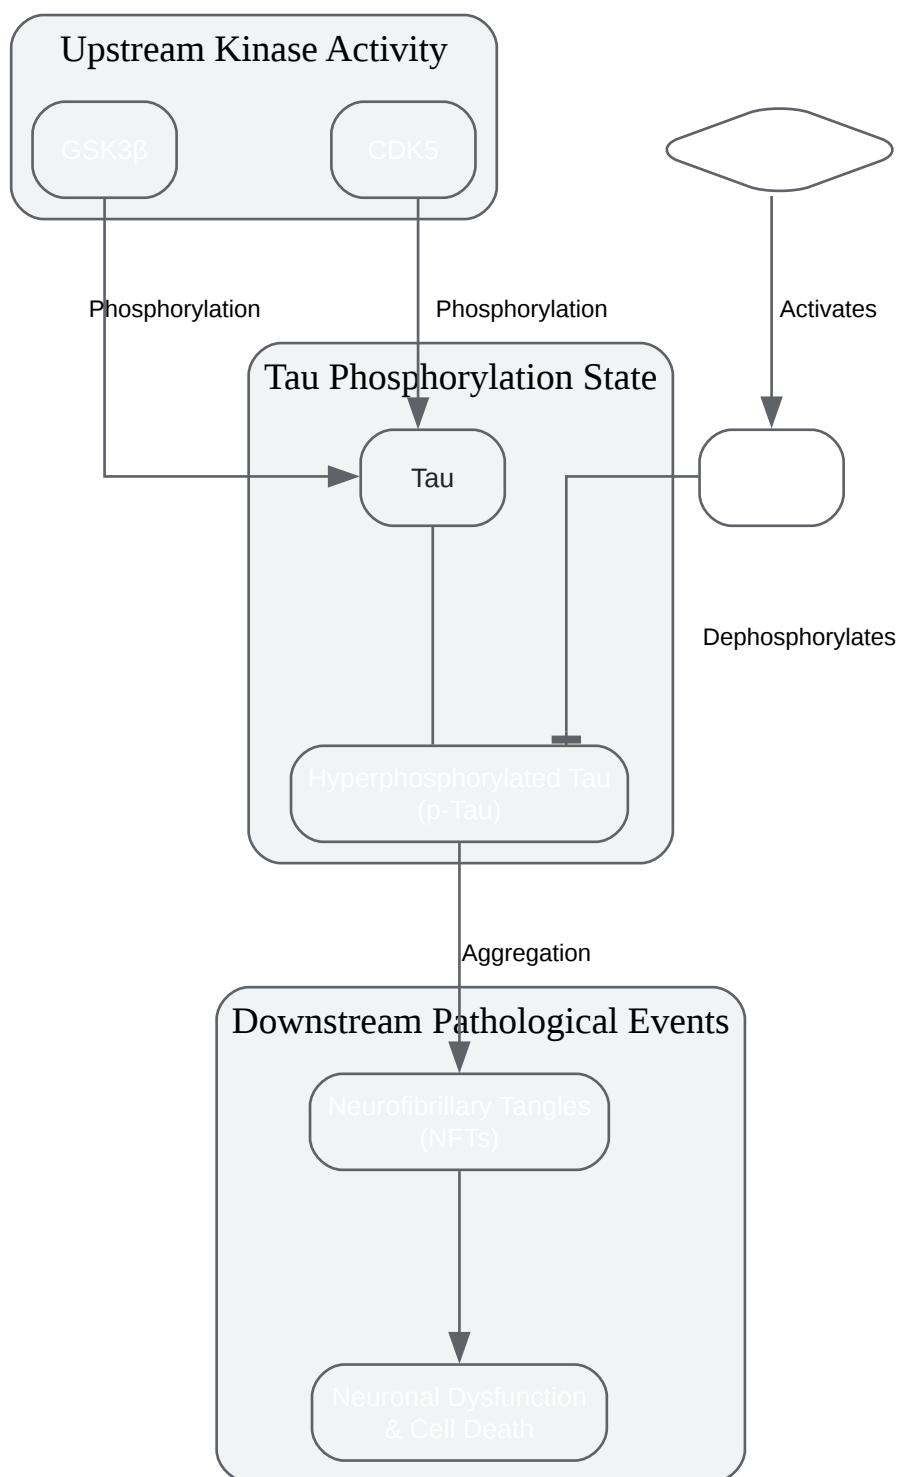 Upstream Kinase Activity
GSK3β
CDK5
Phosphorylation
Phosphorylation
Activates
Tau Phosphorylation State
Tau
Dephosphorylates
Hyperphosphorylated Tau
(p-Tau)
Aggregation
Downstream Pathological Events
Neurofibrillary Tangles
(NFTs)
Neuronal Dysfunction
& Cell Death